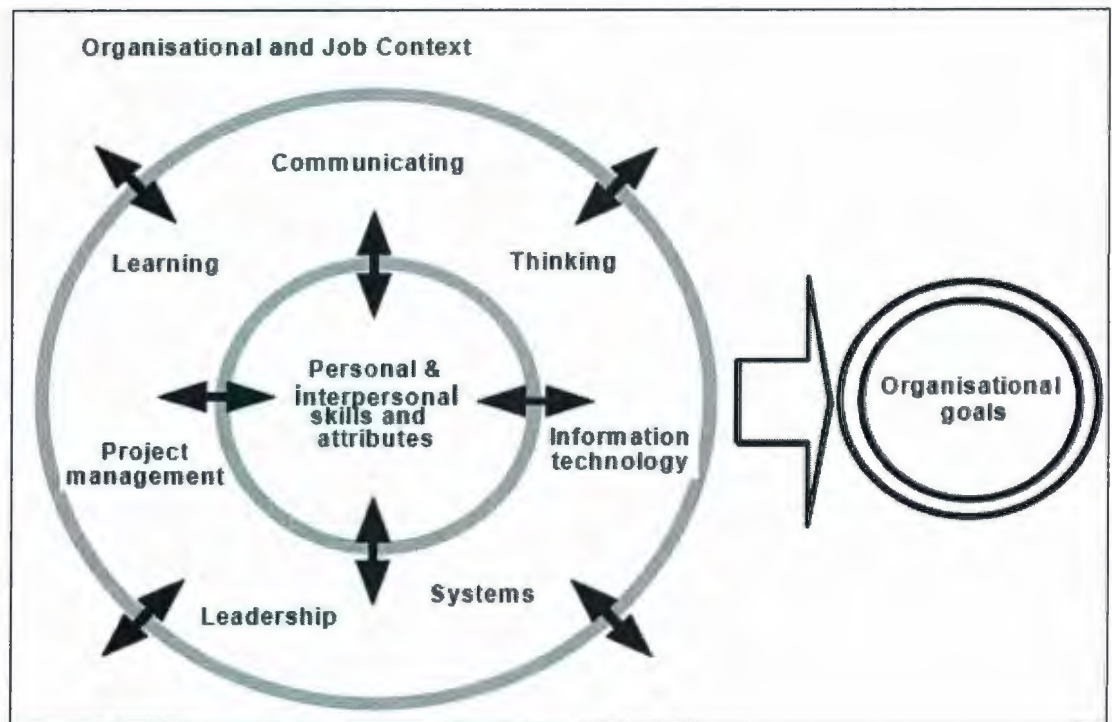 Organisational and Job Context
Communicating
Learning
Thinking
Personal &
interpersonal
skills and
attributes
Organisational
goals
Project
management
Information
technology
Leadership
Systems